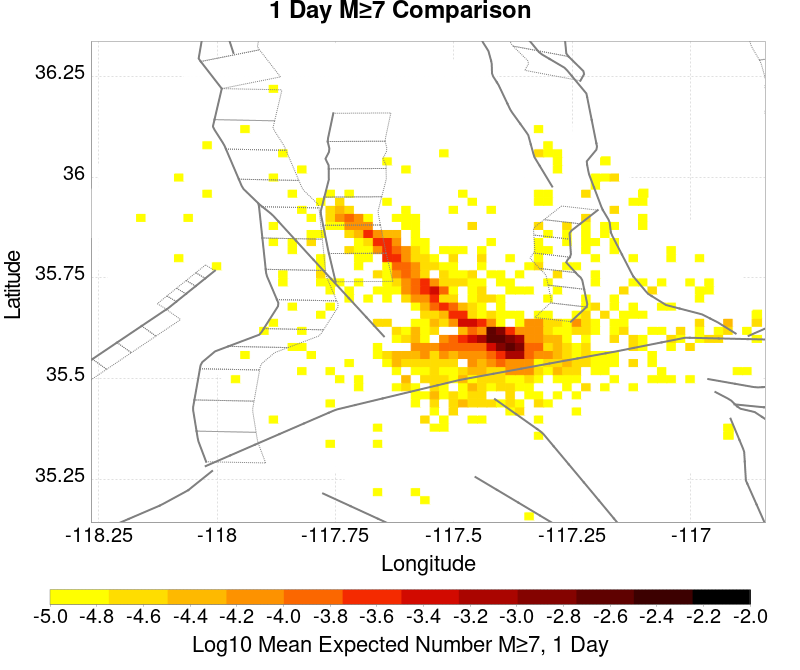 1 Day M≥7 Comparison
36.25
36
35.75
35.5
35.25
Latitude
-118.25 -118 -117.75 -117.5 -117.25 -117
Longitude
-5.0 -4.8 -4.6 -4.4 -4.2 -4.0 -3.8 -3.6 -3.4 -3.2 -3.0 -2.8 -2.6 -2.4 -2.2 -2.0
Log10 Mean Expected Number M≥7, 1 Day